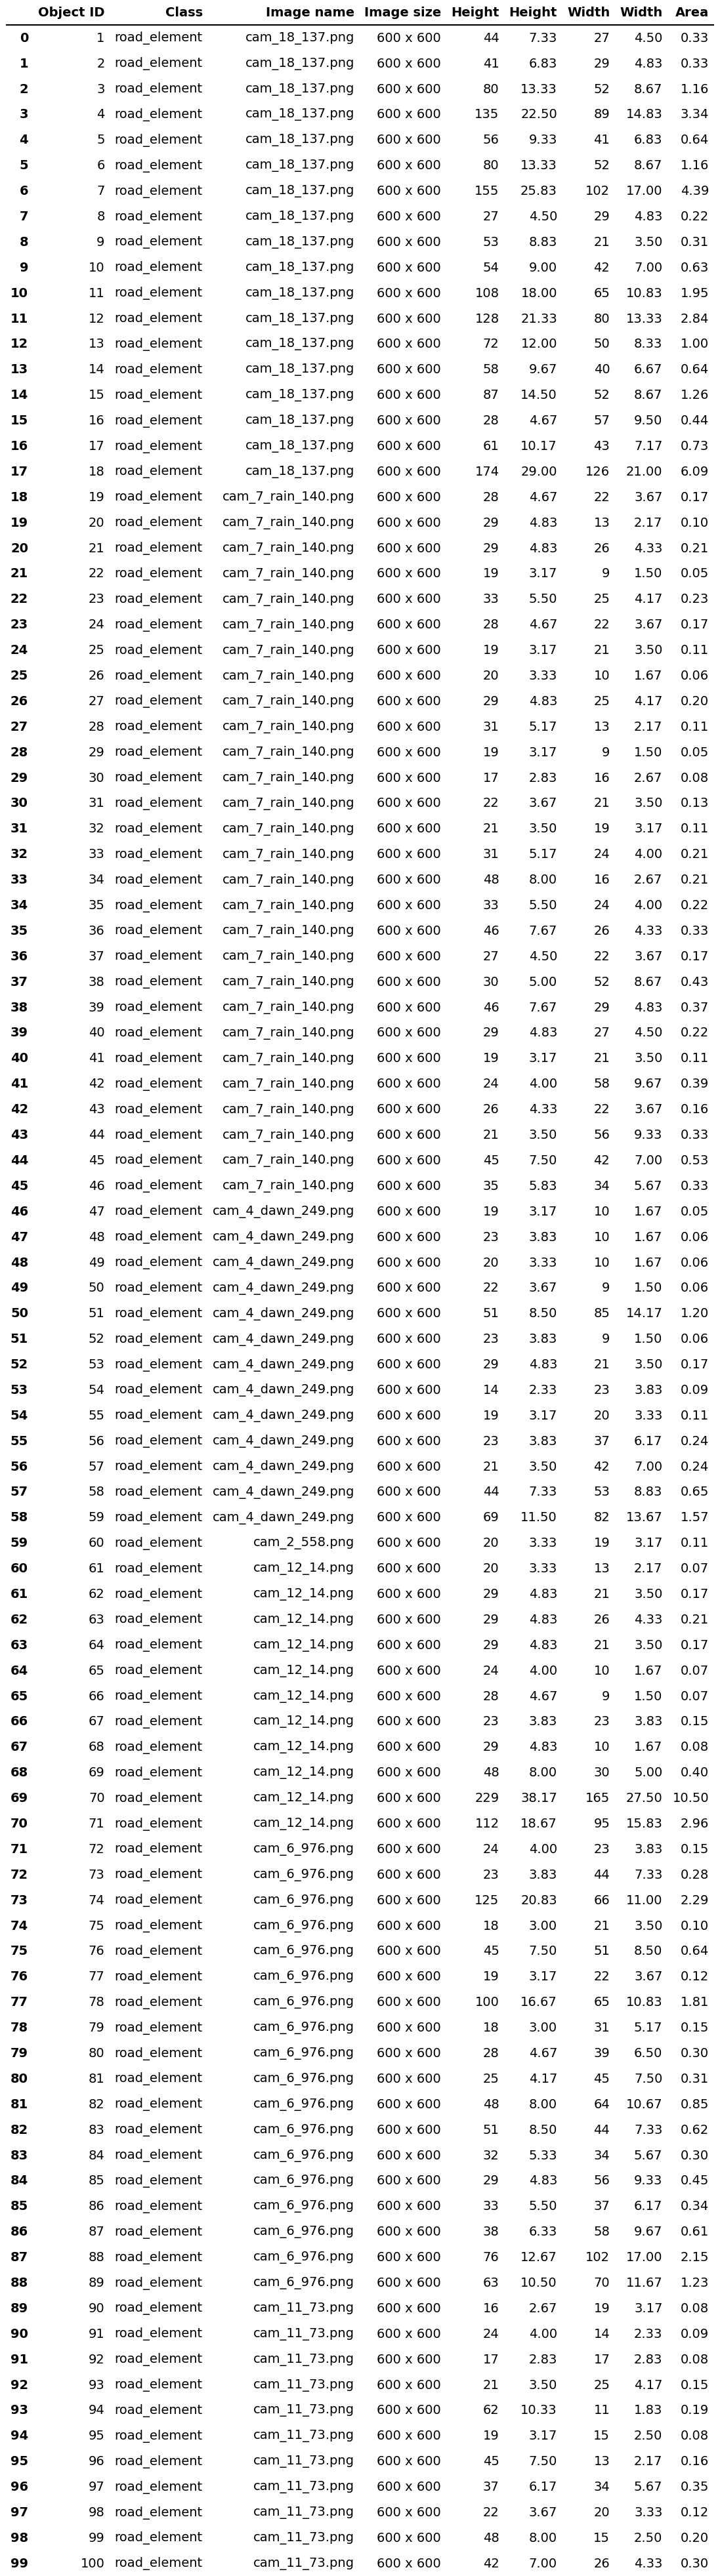 Object ID Class Image name Image size Height Height Width Width Area
0 1 road_element cam_18_137.png 600 x 600 44 7.33 27 4.50 0.33
1 2 road_element cam_18_137.png 600 x 600 41 6.83 29 4.83 0.33
2 3 road_element cam_18_137.png 600 x 600 80 13.33 52 8.67 1.16
3 4 road_element cam_18_137.png 600 x 600 135 22.50 89 14.83 3.34
4 5 road_element cam_18_137.png 600 x 600 56 9.33 41 6.83 0.64
5 6 road_element cam_18_137.png 600 x 600 80 13.33 52 8.67 1.16
6 7 road_element cam_18_137.png 600 x 600 155 25.83 102 17.00 4.39
7 8 road_element cam_18_137.png 600 x 600 27 4.50 29 4.83 0.22
8 9 road_element cam_18_137.png 600 x 600 53 8.83 21 3.50 0.31
9 10 road_element cam_18_137.png 600 x 600 54 9.00 42 7.00 0.63
10 11 road_element cam_18_137.png 600 x 600 108 18.00 65 10.83 1.95
11 12 road_element cam_18_137.png 600 x 600 128 21.33 80 13.33 2.84
12 13 road_element cam_18_137.png 600 x 600 72 12.00 50 8.33 1.00
13 14 road_element cam_18_137.png 600 x 600 58 9.67 40 6.67 0.64
14 15 road_element cam_18_137.png 600 x 600 87 14.50 52 8.67 1.26
15 16 road_element cam_18_137.png 600 x 600 28 4.67 57 9.50 0.44
16 17 road_element cam_18_137.png 600 x 600 61 10.17 43 7.17 0.73
17 18 road_element cam_18_137.png 600 x 600 174 29.00 126 21.00 6.09
18 19 road_element cam_7_rain_140.png 600 x 600 28 4.67 22 3.67 0.17
19 20 road_element cam_7_rain_140.png 600 x 600 29 4.83 13 2.17 0.10
20 21 road_element cam_7_rain_140.png 600 x 600 29 4.83 26 4.33 0.21
21 22 road_element cam_7_rain_140.png 600 x 600 19 3.17 9 1.50 0.05
22 23 road_element cam_7_rain_140.png 600 x 600 33 5.50 25 4.17 0.23
23 24 road_element cam_7_rain_140.png 600 x 600 28 4.67 22 3.67 0.17
24 25 road_element cam_7_rain_140.png 600 x 600 19 3.17 21 3.50 0.11
25 26 road_element cam_7_rain_140.png 600 x 600 20 3.33 10 1.67 0.06
26 27 road_element cam_7_rain_140.png 600 x 600 29 4.83 25 4.17 0.20
27 28 road_element cam_7_rain_140.png 600 x 600 31 5.17 13 2.17 0.11
28 29 road_element cam_7_rain_140.png 600 x 600 19 3.17 9 1.50 0.05
29 30 road_element cam_7_rain_140.png 600 x 600 17 2.83 16 2.67 0.08
30 31 road_element cam_7_rain_140.png 600 x 600 22 3.67 21 3.50 0.13
31 32 road_element cam_7_rain_140.png 600 x 600 21 3.50 19 3.17 0.11
32 33 road_element cam_7_rain_140.png 600 x 600 31 5.17 24 4.00 0.21
33 34 road_element cam_7_rain_140.png 600 x 600 48 8.00 16 2.67 0.21
34 35 road_element cam_7_rain_140.png 600 x 600 33 5.50 24 4.00 0.22
35 36 road_element cam_7_rain_140.png 600 x 600 46 7.67 26 4.33 0.33
36 37 road_element cam_7_rain_140.png 600 x 600 27 4.50 22 3.67 0.17
37 38 road_element cam_7_rain_140.png 600 x 600 30 5.00 52 8.67 0.43
38 39 road_element cam_7_rain_140.png 600 x 600 46 7.67 29 4.83 0.37
39 40 road_element cam_7_rain_140.png 600 x 600 29 4.83 27 4.50 0.22
40 41 road_element cam_7_rain_140.png 600 x 600 19 3.17 21 3.50 0.11
41 42 road_element cam_7_rain_140.png 600 x 600 24 4.00 58 9.67 0.39
42 43 road_element cam_7_rain_140.png 600 x 600 26 4.33 22 3.67 0.16
43 44 road_element cam_7_rain_140.png 600 x 600 21 3.50 56 9.33 0.33
44 45 road_element cam_7_rain_140.png 600 x 600 45 7.50 42 7.00 0.53
45 46 road_element cam_7_rain_140.png 600 x 600 35 5.83 34 5.67 0.33
46 47 road_element cam_4_dawn_249.png 600 x 600 19 3.17 10 1.67 0.05
47 48 road_element cam_4_dawn_249.png 600 x 600 23 3.83 10 1.67 0.06
48 49 road_element cam_4_dawn_249.png 600 x 600 20 3.33 10 1.67 0.06
49 50 road_element cam_4_dawn_249.png 600 x 600 22 3.67 9 1.50 0.06
50 51 road_element cam_4_dawn_249.png 600 x 600 51 8.50 85 14.17 1.20
51 52 road_element cam_4_dawn_249.png 600 x 600 23 3.83 9 1.50 0.06
52 53 road_element cam_4_dawn_249.png 600 x 600 29 4.83 21 3.50 0.17
53 54 road_element cam_4_dawn_249.png 600 x 600 14 2.33 23 3.83 0.09
54 55 road_element cam_4_dawn_249.png 600 x 600 19 3.17 20 3.33 0.11
55 56 road_element cam_4_dawn_249.png 600 x 600 23 3.83 37 6.17 0.24
56 57 road_element cam_4_dawn_249.png 600 x 600 21 3.50 42 7.00 0.24
57 58 road_element cam_4_dawn_249.png 600 x 600 44 7.33 53 8.83 0.65
58 59 road_element cam_4_dawn_249.png 600 x 600 69 11.50 82 13.67 1.57
59 60 road_element cam_2_558.png 600 x 600 20 3.33 19 3.17 0.11
60 61 road_element cam_12_14.png 600 x 600 20 3.33 13 2.17 0.07
61 62 road_element cam_12_14.png 600 x 600 29 4.83 21 3.50 0.17
62 63 road_element cam_12_14.png 600 x 600 29 4.83 26 4.33 0.21
63 64 road_element cam_12_14.png 600 x 600 29 4.83 21 3.50 0.17
64 65 road_element cam_12_14.png 600 x 600 24 4.00 10 1.67 0.07
65 66 road_element cam_12_14.png 600 x 600 28 4.67 9 1.50 0.07
66 67 road_element cam_12_14.png 600 x 600 23 3.83 23 3.83 0.15
67 68 road_element cam_12_14.png 600 x 600 29 4.83 10 1.67 0.08
68 69 road_element cam_12_14.png 600 x 600 48 8.00 30 5.00 0.40
69 70 road_element cam_12_14.png 600 x 600 229 38.17 165 27.50 10.50
70 71 road_element cam_12_14.png 600 x 600 112 18.67 95 15.83 2.96
71 72 road_element cam_6_976.png 600 x 600 24 4.00 23 3.83 0.15
72 73 road_element cam_6_976.png 600 x 600 23 3.83 44 7.33 0.28
73 74 road_element cam_6_976.png 600 x 600 125 20.83 66 11.00 2.29
74 75 road_element cam_6_976.png 600 x 600 18 3.00 21 3.50 0.10
75 76 road_element cam_6_976.png 600 x 600 45 7.50 51 8.50 0.64
76 77 road_element cam_6_976.png 600 x 600 19 3.17 22 3.67 0.12
77 78 road_element cam_6_976.png 600 x 600 100 16.67 65 10.83 1.81
78 79 road_element cam_6_976.png 600 x 600 18 3.00 31 5.17 0.15
79 80 road_element cam_6_976.png 600 x 600 28 4.67 39 6.50 0.30
80 81 road_element cam_6_976.png 600 x 600 25 4.17 45 7.50 0.31
81 82 road_element cam_6_976.png 600 x 600 48 8.00 64 10.67 0.85
82 83 road_element cam_6_976.png 600 x 600 51 8.50 44 7.33 0.62
83 84 road_element cam_6_976.png 600 x 600 32 5.33 34 5.67 0.30
84 85 road_element cam_6_976.png 600 x 600 29 4.83 56 9.33 0.45
85 86 road_element cam_6_976.png 600 x 600 33 5.50 37 6.17 0.34
86 87 road_element cam_6_976.png 600 x 600 38 6.33 58 9.67 0.61
87 88 road_element cam_6_976.png 600 x 600 76 12.67 102 17.00 2.15
88 89 road_element cam_6_976.png 600 x 600 63 10.50 70 11.67 1.23
89 90 road_element cam_11_73.png 600 x 600 16 2.67 19 3.17 0.08
90 91 road_element cam_11_73.png 600 x 600 24 4.00 14 2.33 0.09
91 92 road_element cam_11_73.png 600 x 600 17 2.83 17 2.83 0.08
92 93 road_element cam_11_73.png 600 x 600 21 3.50 25 4.17 0.15
93 94 road_element cam_11_73.png 600 x 600 62 10.33 11 1.83 0.19
94 95 road_element cam_11_73.png 600 x 600 19 3.17 15 2.50 0.08
95 96 road_element cam_11_73.png 600 x 600 45 7.50 13 2.17 0.16
96 97 road_element cam_11_73.png 600 x 600 37 6.17 34 5.67 0.35
97 98 road_element cam_11_73.png 600 x 600 22 3.67 20 3.33 0.12
98 99 road_element cam_11_73.png 600 x 600 48 8.00 15 2.50 0.20
99 100 road_element cam_11_73.png 600 x 600 42 7.00 26 4.33 0.30